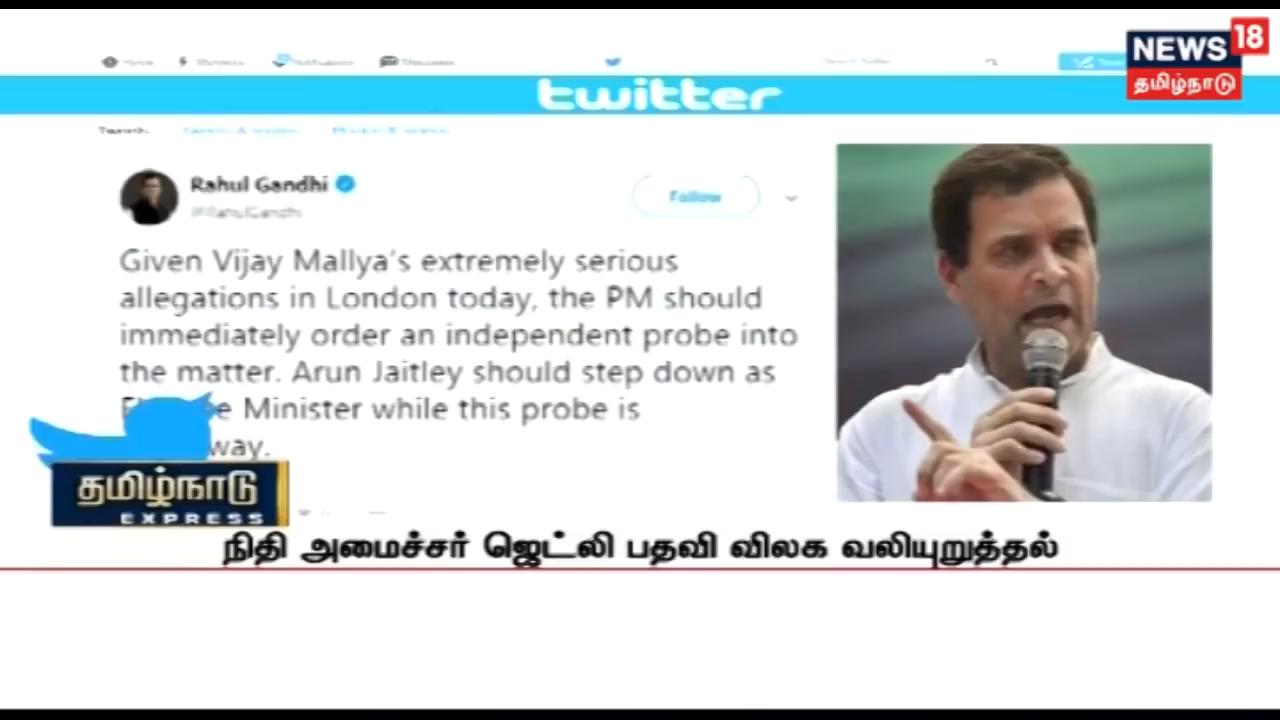 NEWS 18
தமிழ்நாடு
twitter
Tweets
Rahul Gandhi
@RahulGandhi
Follow
Given Vijay Mallya's extremely serious
allegations in London today, the PM should
immediately order an independent probe into
the matter. Arun Jaitley should step down as
e Minister while this probe is
way.
தமிழ்நாடு
EXPRESS
நிதி அமைச்சர் ஜெட்லி பதவி விலக வலியுறுத்தல்